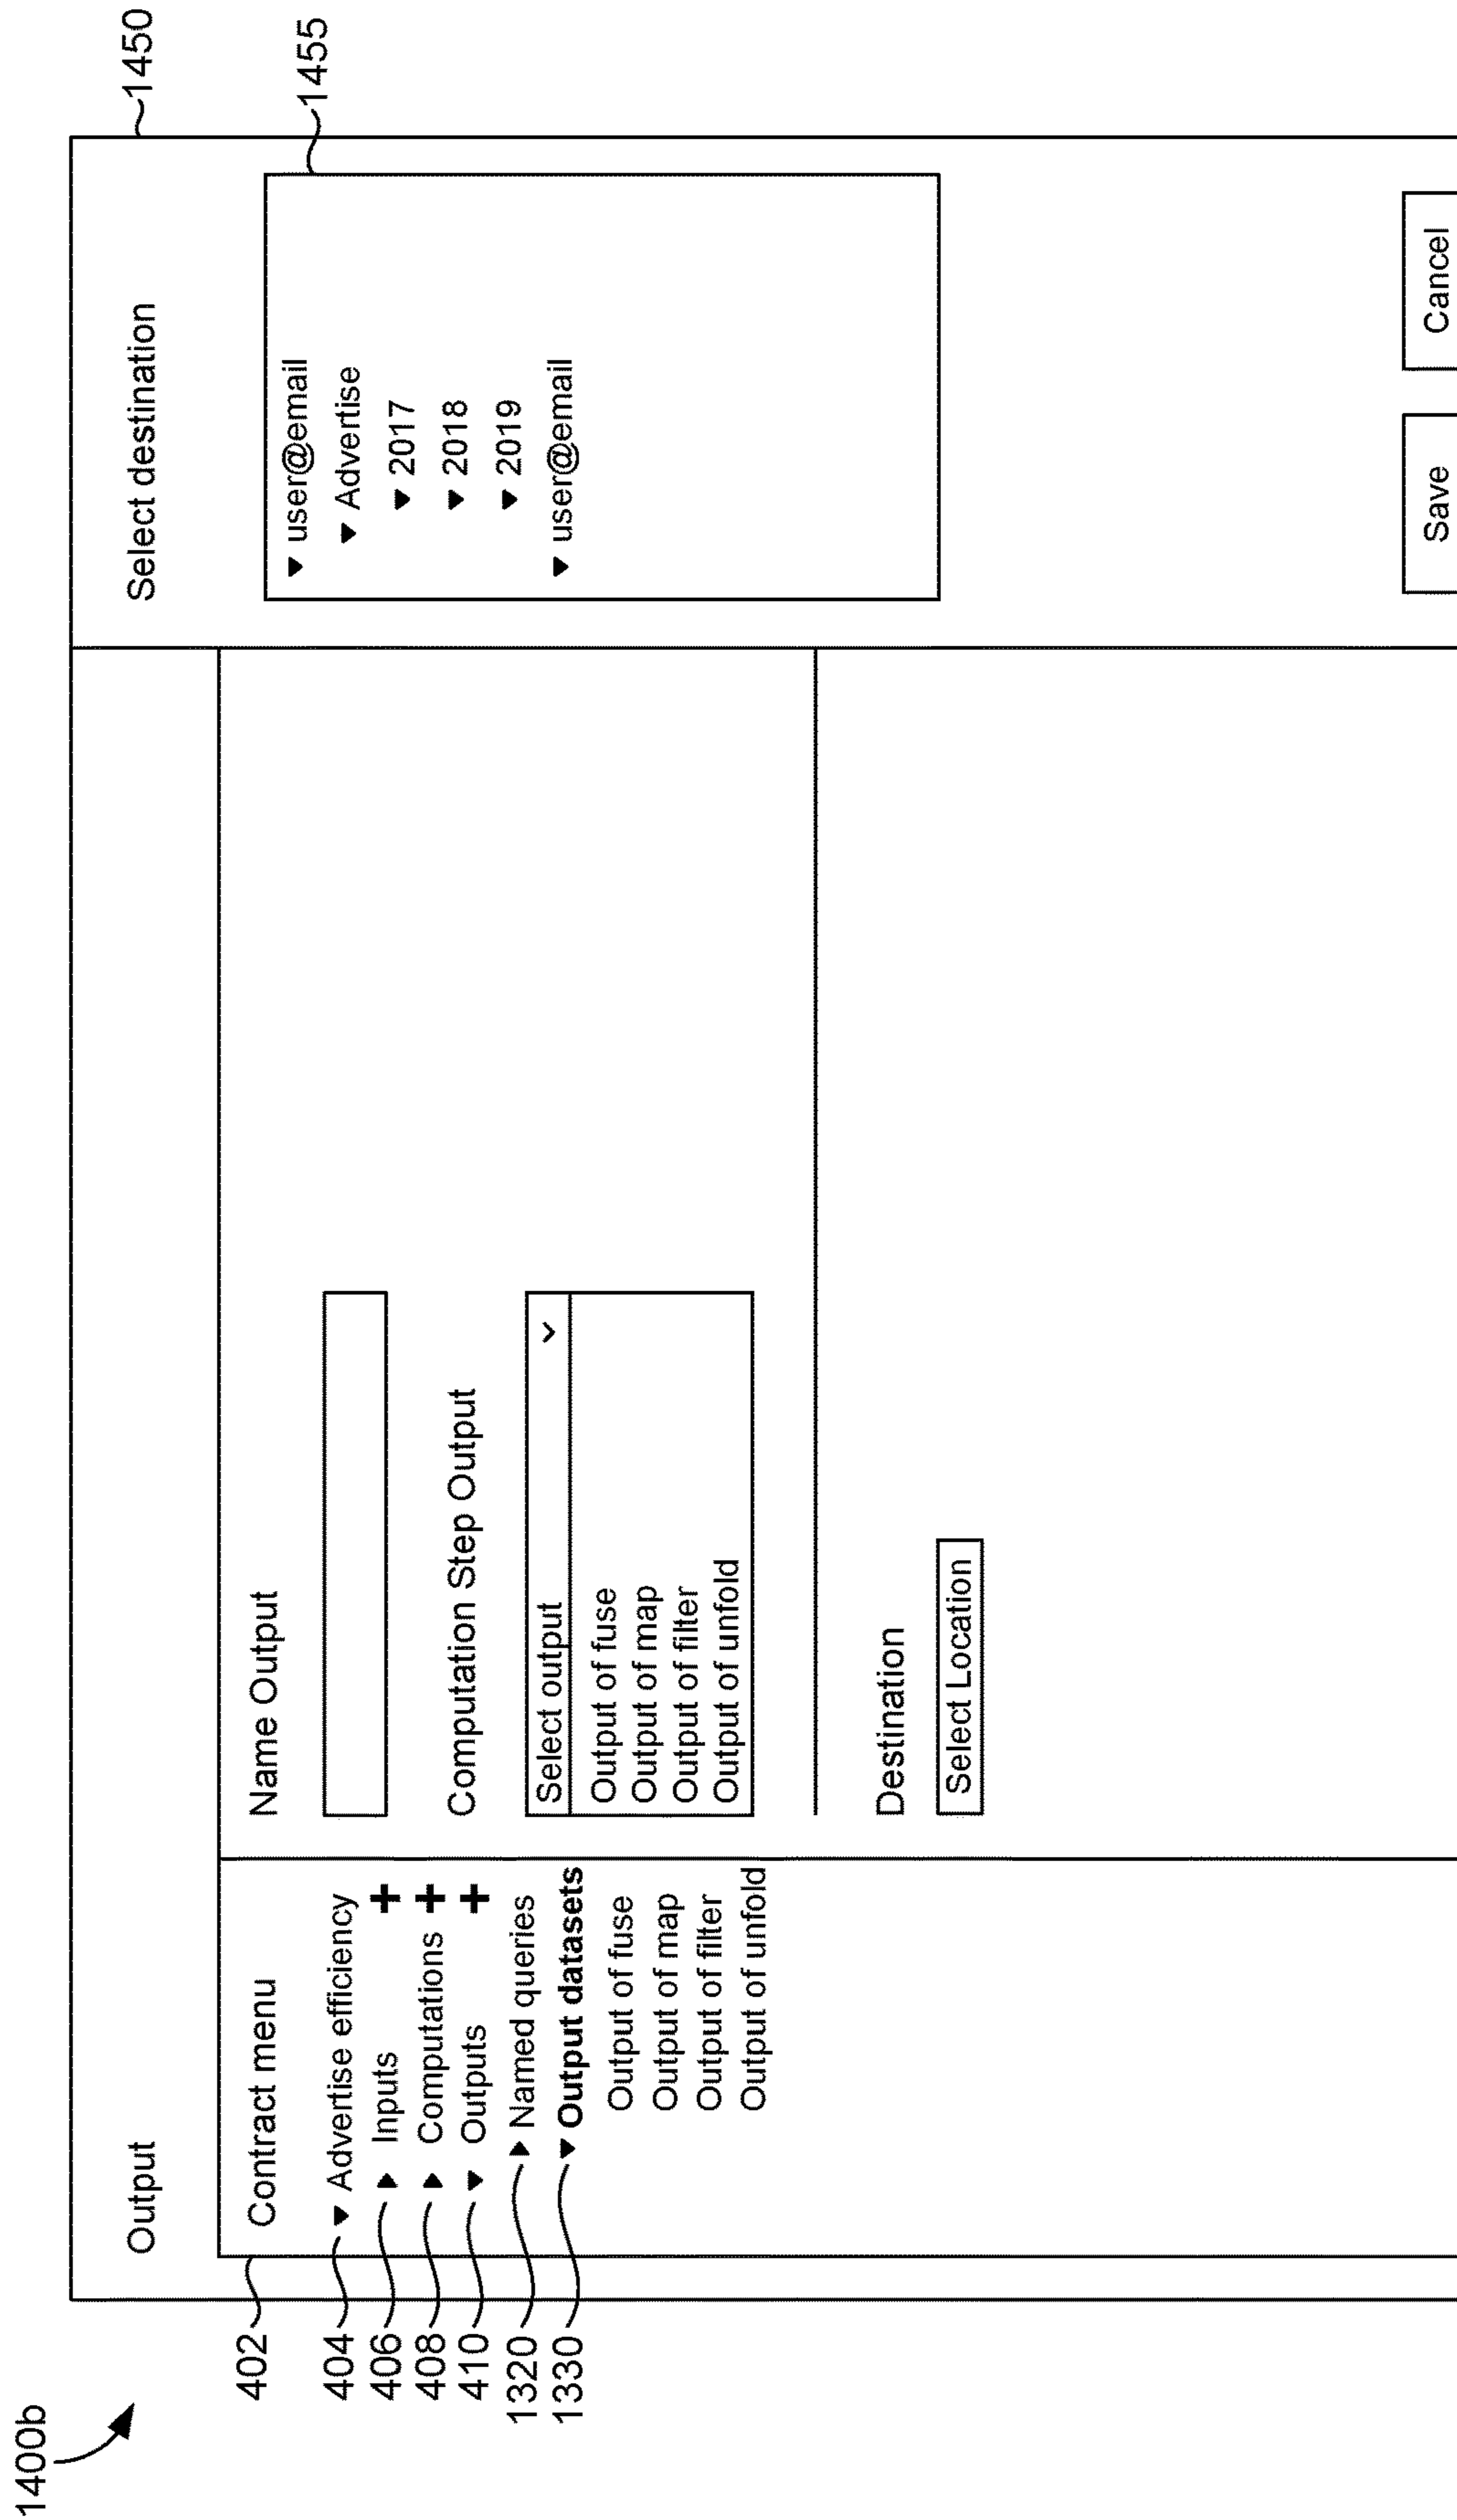 1400b
Output
Select destination
1450
402
Contract menu
404
Advertise efficiency
406
Inputs +
408
Computations +
410
Outputs +
1320
Named queries
1330
Output datasets
Output of fuse
Output of map
Output of filter
Output of unfold
Name Output
Computation Step Output
Select output
Output of fuse
Output of map
Output of filter
Output of unfold
Destination
Select Location
1455
user@email
Advertise
2017
2018
2019
user@email
Save
Cancel